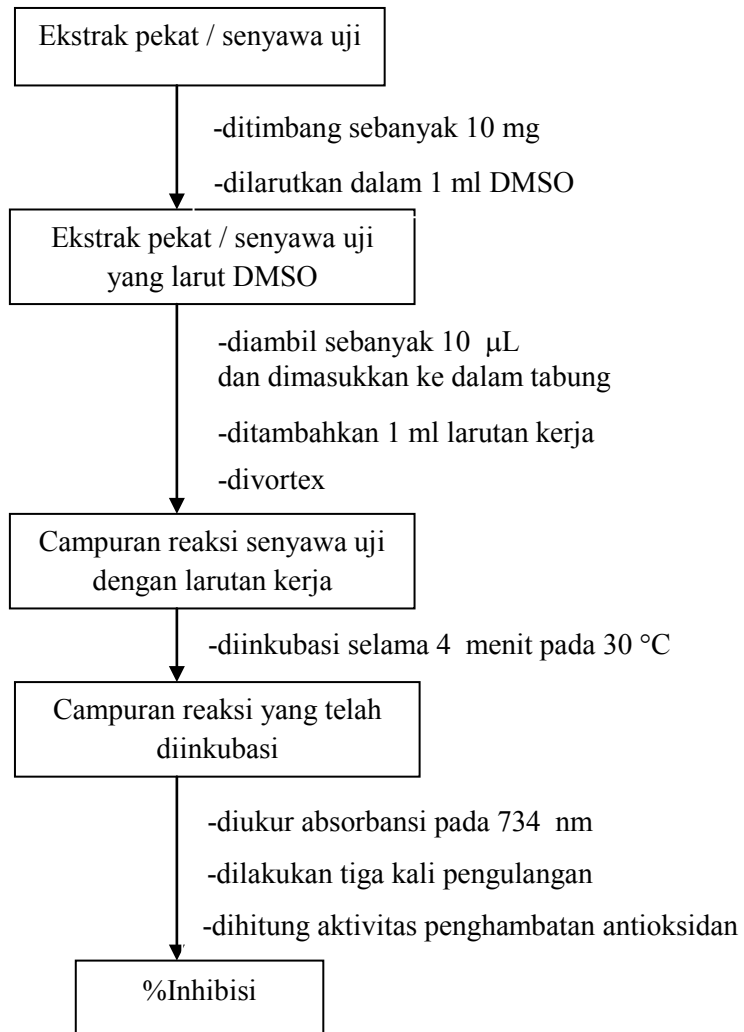 Ekstrak pekat / senyawa uji
-ditimbang sebanyak 10 mg
-dilarutkan dalam 1 ml DMSO
Ekstrak pekat / senyawa uji
yang larut DMSO
-diambil sebanyak 10 μL
dan dimasukkan ke dalam tabung
-ditambahkan 1 ml larutan kerja
-divortex
Campuran reaksi senyawa uji
dengan larutan kerja
-diinkubasi selama 4 menit pada 30 °C
Campuran reaksi yang telah
diinkubasi
-diukur absorbansi pada 734 nm
-dilakukan tiga kali pengulangan
-dihitung aktivitas penghambatan antioksidan
%Inhibisi